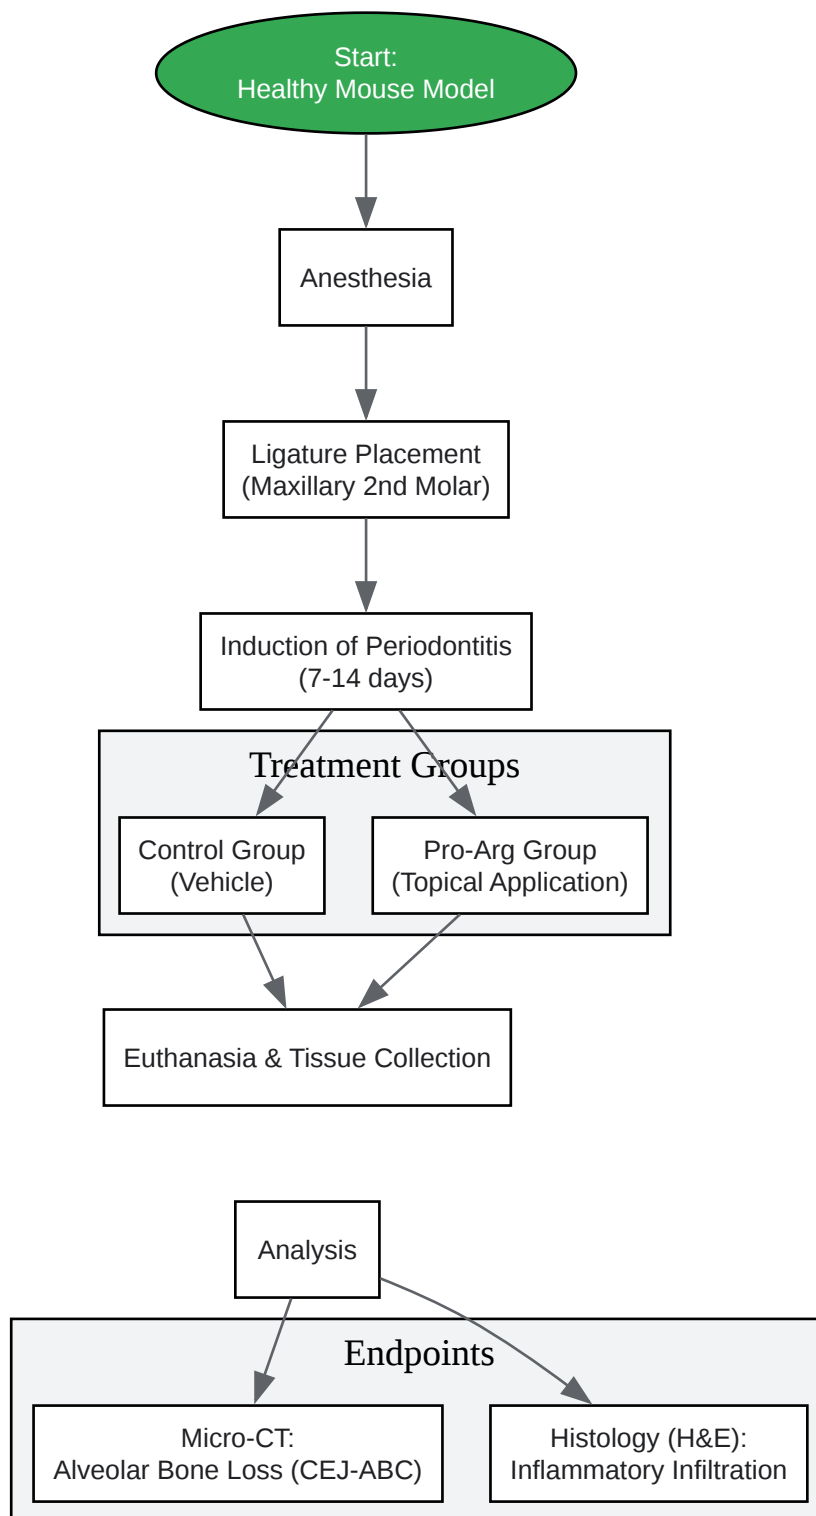 Start:
Healthy Mouse Model
Anesthesia
Ligature Placement
(Maxillary 2nd Molar)
Induction of Periodontitis
(7-14 days)
Treatment Groups
Control Group
(Vehicle)
Pro-Arg Group
(Topical Application)
Euthanasia & Tissue Collection
Analysis
Endpoints
Micro-CT:
Alveolar Bone Loss (CEJ-ABC)
Histology (H&E):
Inflammatory Infiltration